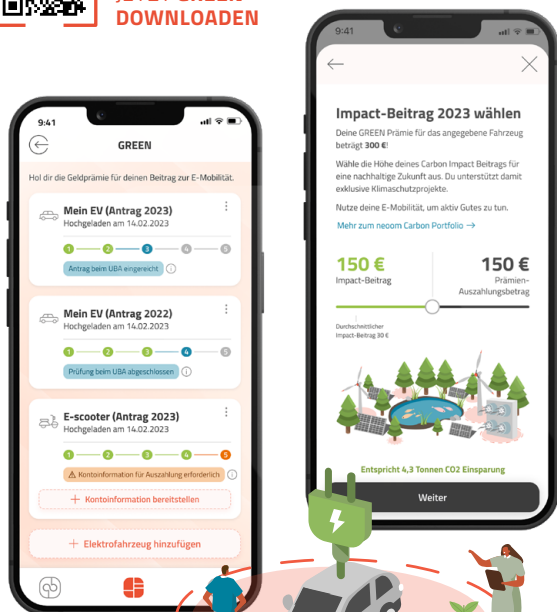 JETZT GREEN
DOWNLOADEN
9:41
GREEN
Hol dir die Geldprämie für deinen Beitrag zur E-Mobilität.
Mein EV (Antrag 2023)
Hochgeladen am 14.02.2023
1 2 3 4 5
Antrag beim UBA eingereicht
Mein EV (Antrag 2022)
Hochgeladen am 14.02.2023
1 2 3 4 5
Prüfung beim UBA abgeschlossen
E-scooter (Antrag 2023)
Hochgeladen am 14.02.2023
1 2 3 4 5
Kontoinformation für Auszahlung erforderlich
+ Kontoinformation bereitstellen
+ Elektrofahrzeug hinzufügen
9:41
Impact-Beitrag 2023 wählen
Deine GREEN Prämie für das angegebene Fahrzeug
beträgt 300 €!
Wähle die Höhe deines Carbon Impact Beitrags für
eine nachhaltige Zukunft aus. Du unterstützt damit
exklusive Klimaschutzprojekte.
Nutze deine E-Mobilität, um aktiv Gutes zu tun.
Mehr zum neoom Carbon Portfolio →
150 €
Impact-Beitrag
150 €
Prämien-
Auszahlungsbetrag
Durchschnittlicher
Impact-Beitrag 30 €
Entspricht 4,3 Tonnen CO2 Einsparung
Weiter